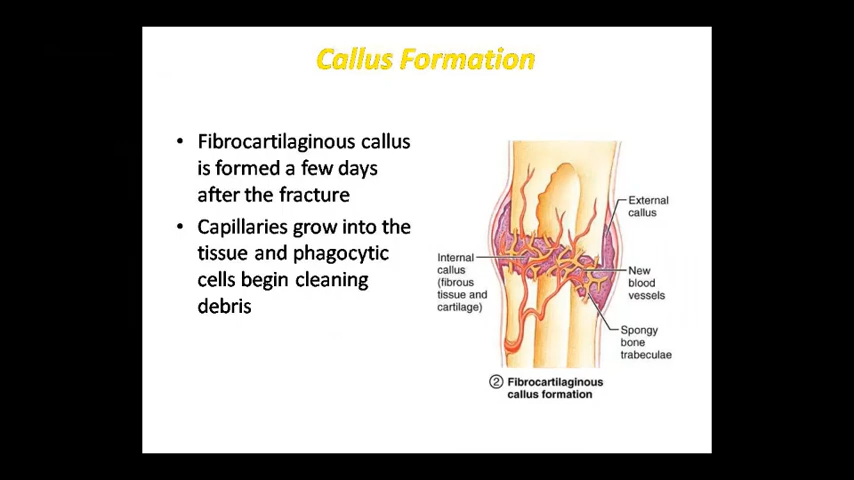 Callus Formation
• Fibrocartilaginous callus
is formed a few days
after the fracture
• Capillaries grow into the
tissue and phagocytic
cells begin cleaning
debris
External
callus
Internal
callus
(fibrous
tissue and
cartilage)
New
blood
vessels
Spongy
bone
trabeculae
② Fibrocartilaginous
callus formation